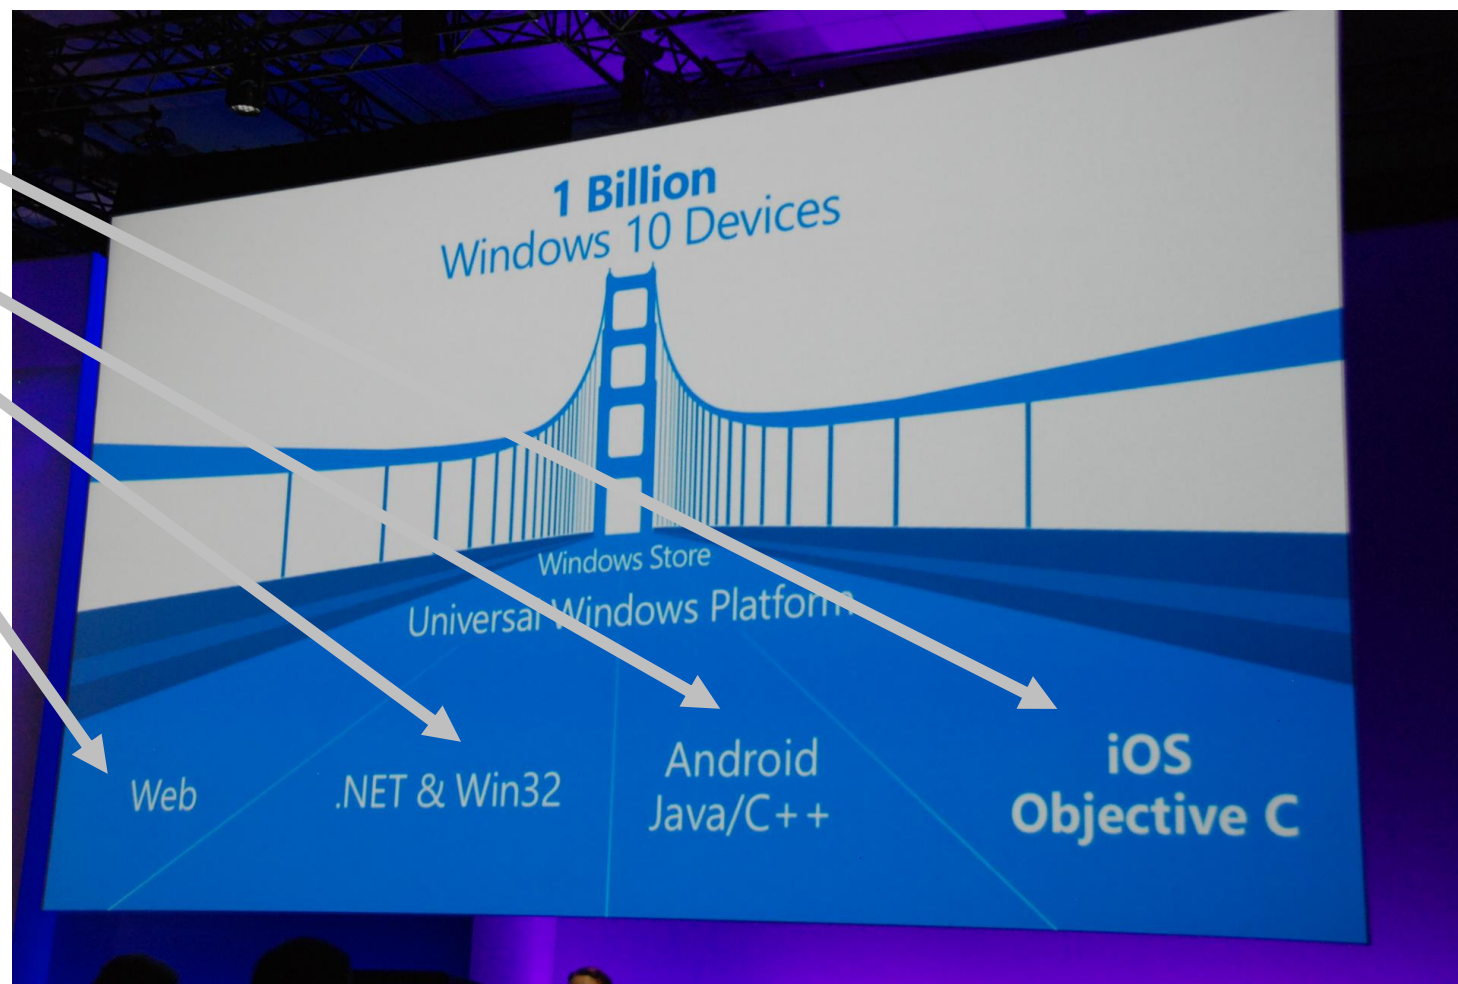 1 Billion
Windows 10 Devices
Windows Store
Universal Windows Platform
Web
.NET & Win32
Android
Java/C++
iOS
Objective C